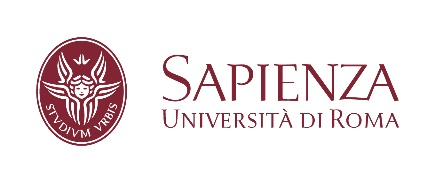 STVDIVM VRBIS
SAPIENZA
UNIVERSITÀ DI ROMA